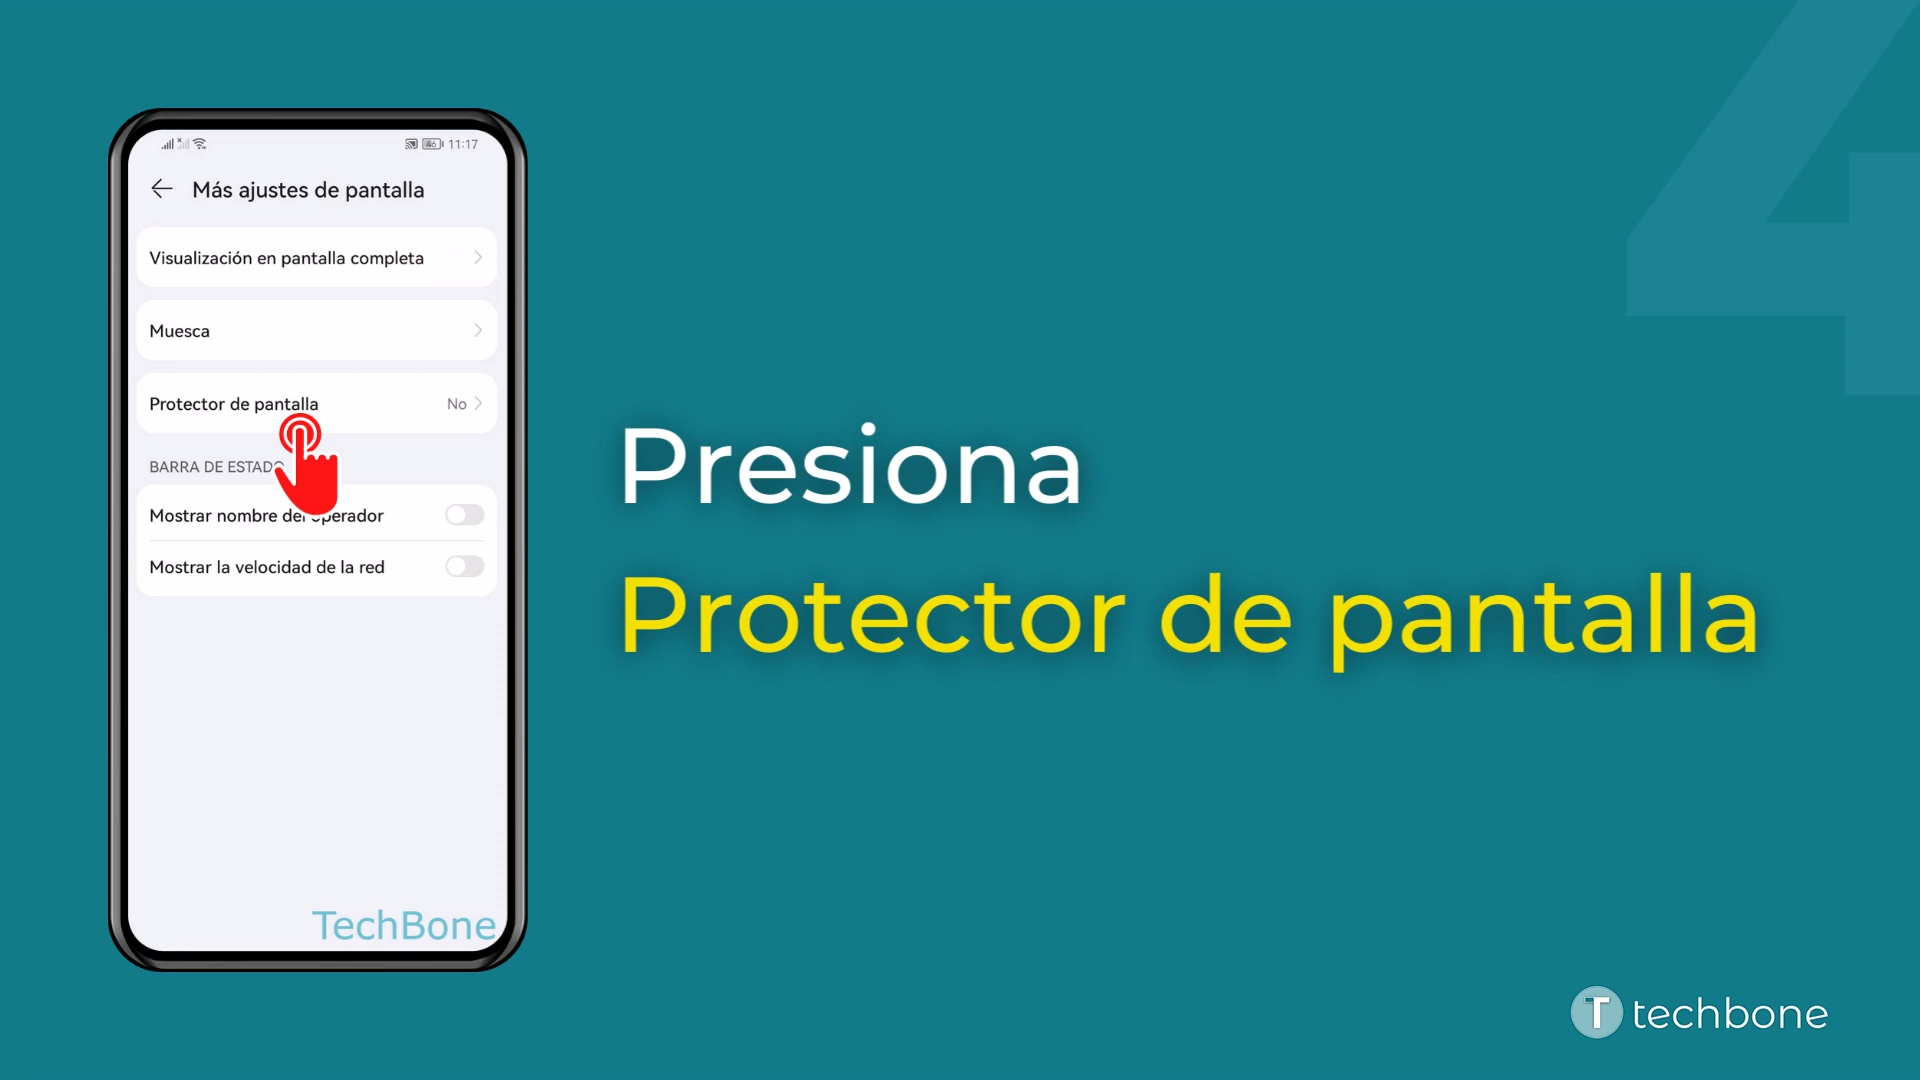 11:17
Más ajustes de pantalla
Visualización en pantalla completa
Muesca
Protector de pantalla No
BARRA DE ESTADO
Mostrar nombre del operador
Mostrar la velocidad de la red
TechBone
4
Presiona
Protector de pantalla
T techbone